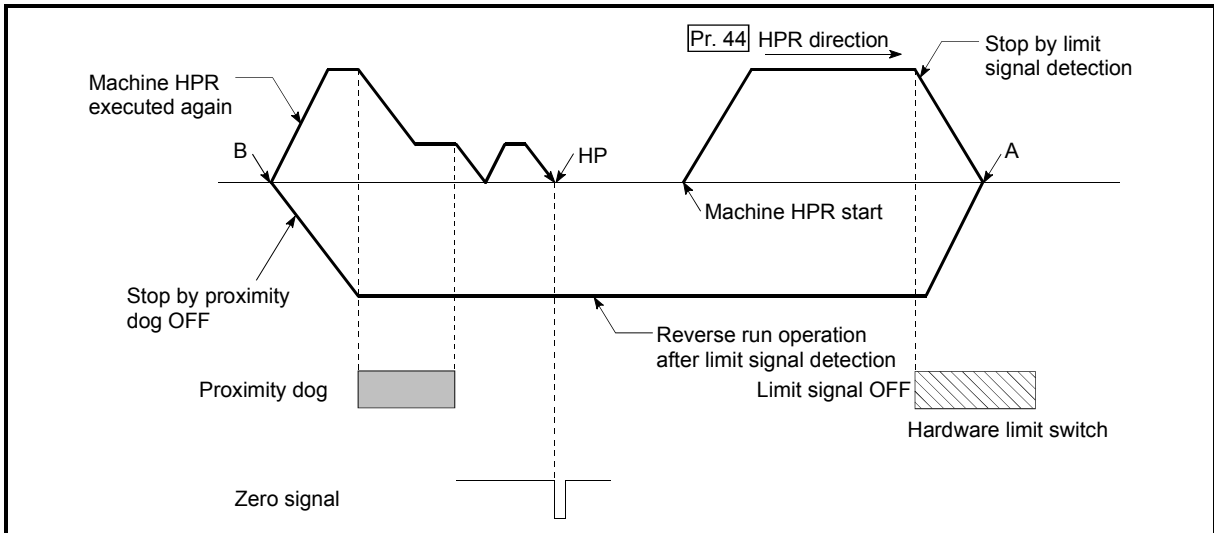 Pr. 44 HPR direction
Stop by limit
signal detection
Machine HPR
executed again
B
HP
A
Machine HPR start
Stop by proximity
dog OFF
Reverse run operation
after limit signal detection
Proximity dog
Limit signal OFF
Hardware limit switch
Zero signal